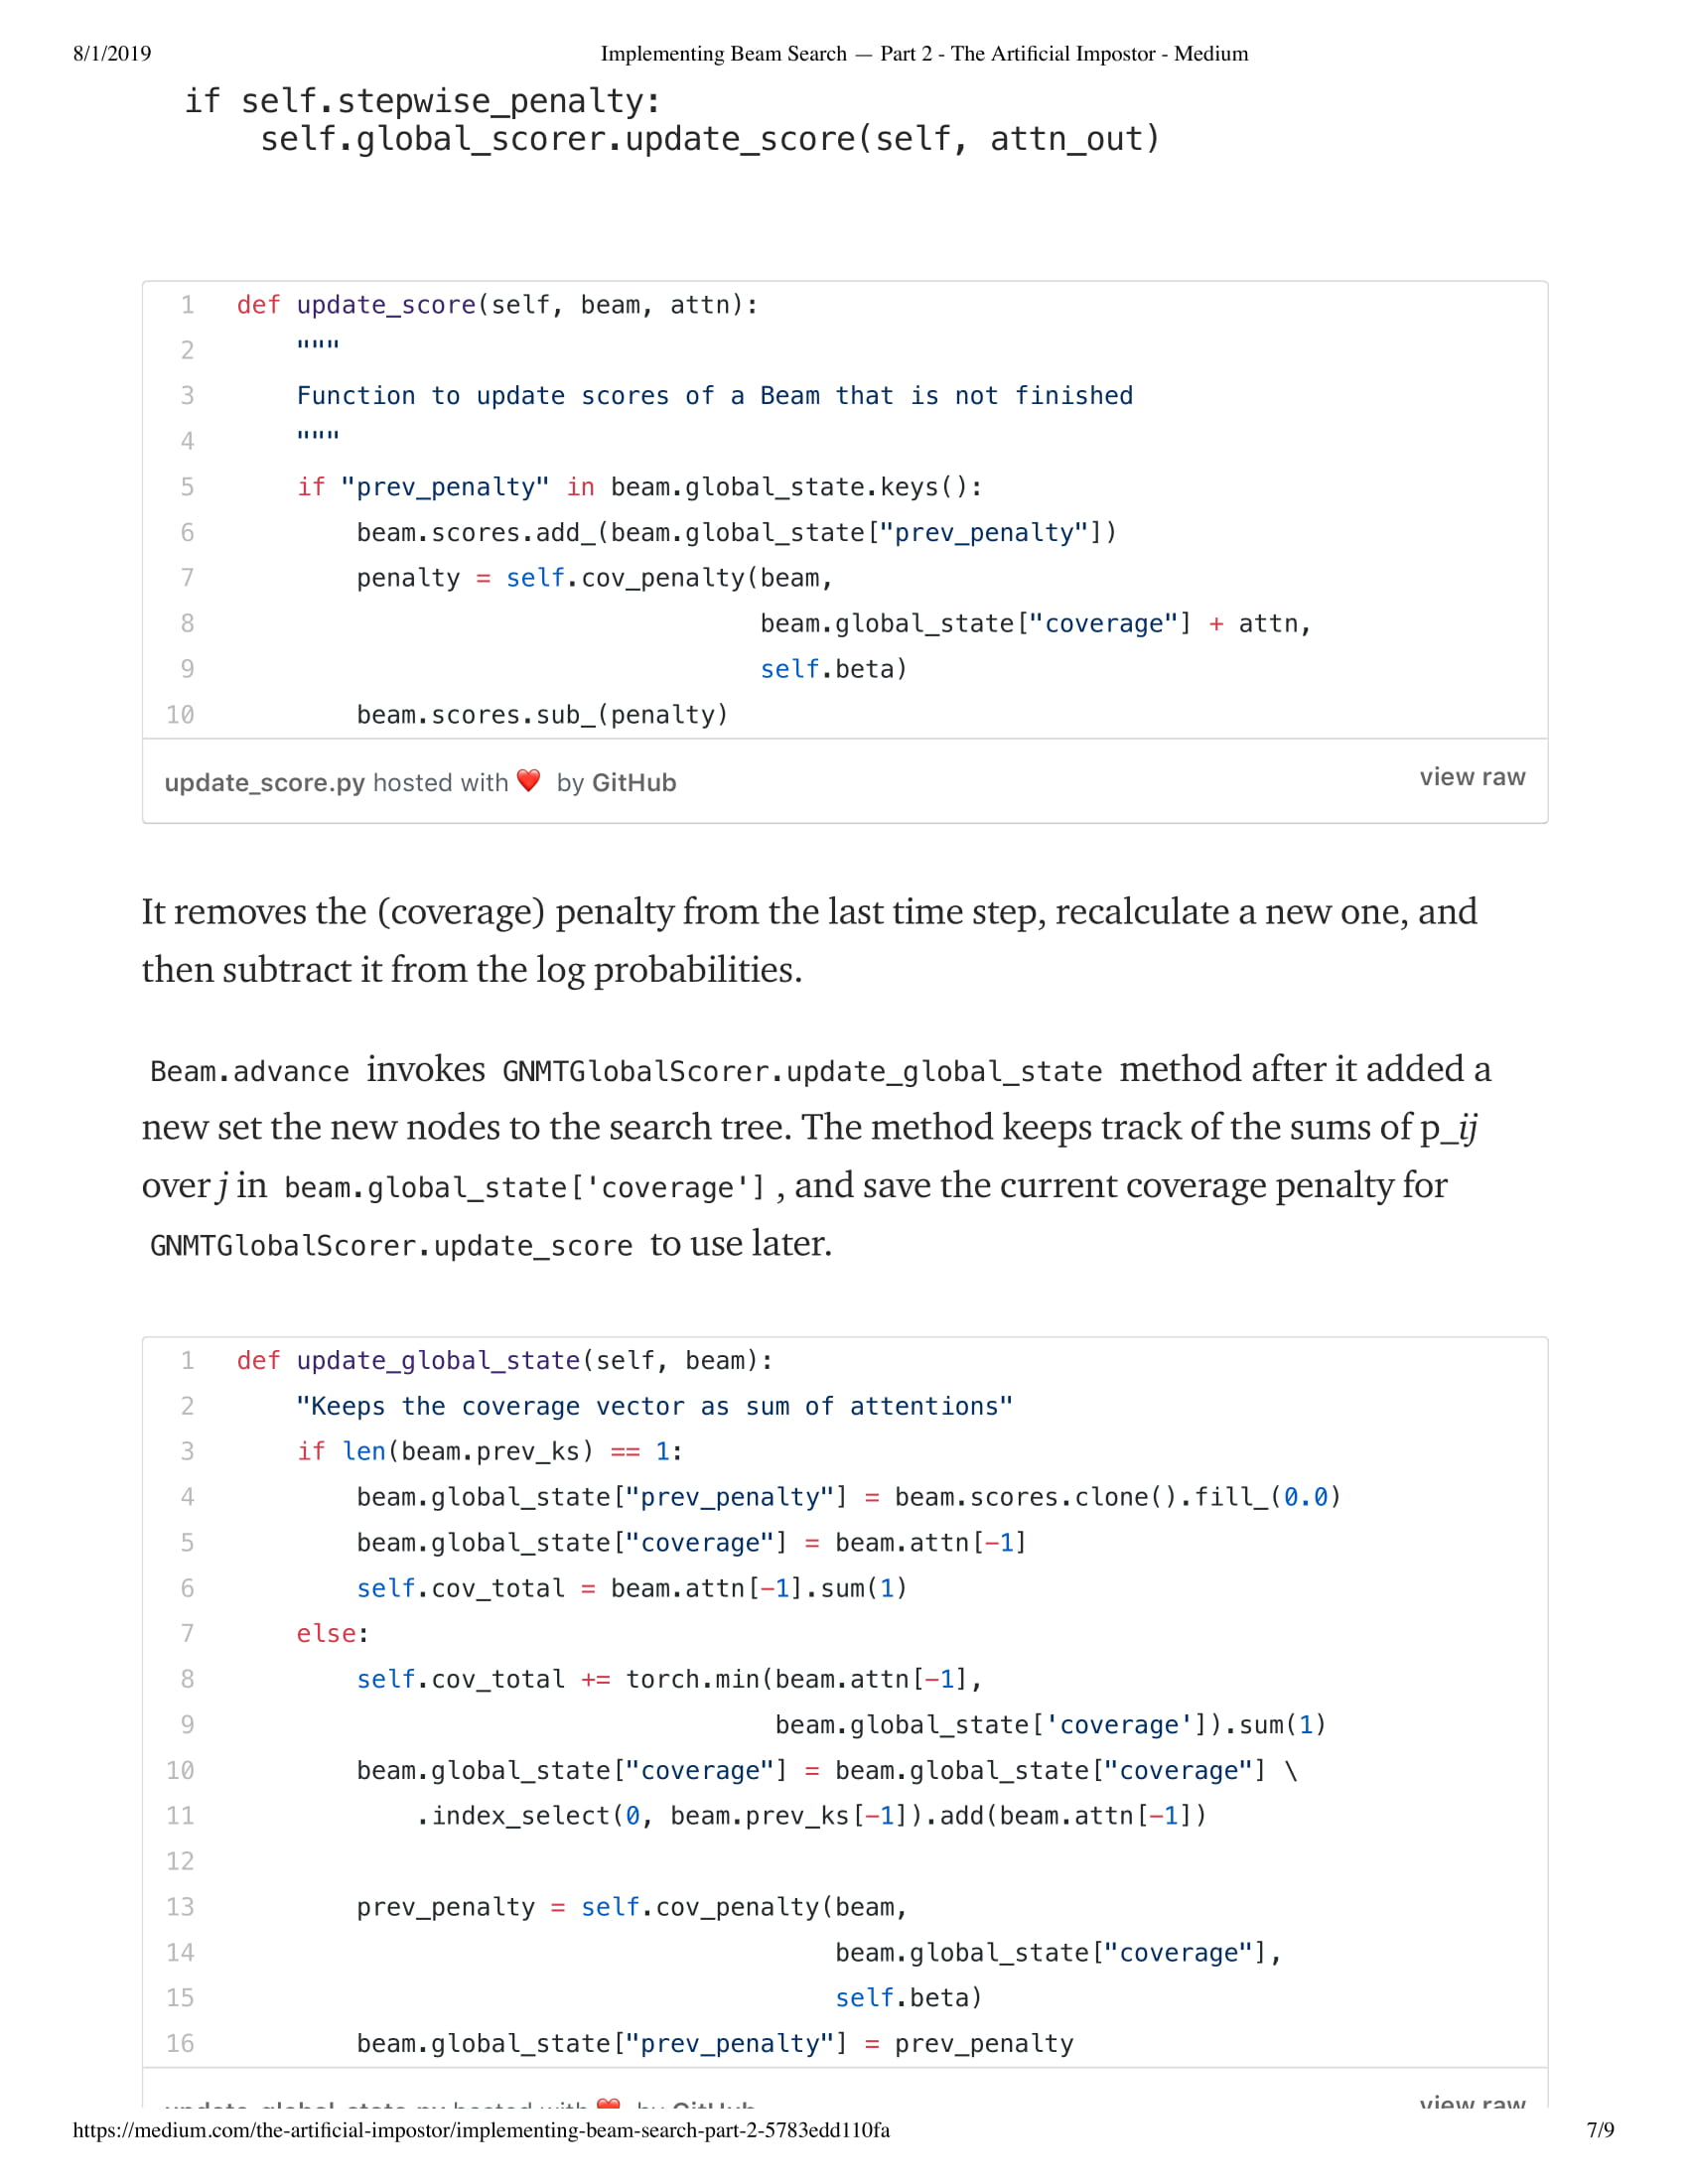 8/1/2019 Implementing Beam Search — Part 2 - The Artificial Impostor - Medium
if self.stepwise_penalty:
    self.global_scorer.update_score(self, attn_out)
1 def update_score(self, beam, attn):
2     """
3     Function to update scores of a Beam that is not finished
4     """
5     if "prev_penalty" in beam.global_state.keys():
6         beam.scores.add_(beam.global_state["prev_penalty"])
7         penalty = self.cov_penalty(beam,
8                                    beam.global_state["coverage"] + attn,
9                                    self.beta)
10         beam.scores.sub_(penalty)
update_score.py hosted with ❤ by GitHub view raw
It removes the (coverage) penalty from the last time step, recalculate a new one, and
then subtract it from the log probabilities.
Beam.advance invokes GNMTGlobalScorer.update_global_state method after it added a
new set the new nodes to the search tree. The method keeps track of the sums of p_ij
over j in beam.global_state['coverage'] , and save the current coverage penalty for
GNMTGlobalScorer.update_score to use later.
1 def update_global_state(self, beam):
2     "Keeps the coverage vector as sum of attentions"
3     if len(beam.prev_ks) == 1:
4         beam.global_state["prev_penalty"] = beam.scores.clone().fill_(0.0)
5         beam.global_state["coverage"] = beam.attn[-1]
6         self.cov_total = beam.attn[-1].sum(1)
7     else:
8         self.cov_total += torch.min(beam.attn[-1],
9                                     beam.global_state['coverage']).sum(1)
10         beam.global_state["coverage"] = beam.global_state["coverage"] \
11             .index_select(0, beam.prev_ks[-1]).add(beam.attn[-1])
12
13         prev_penalty = self.cov_penalty(beam,
14                                         beam.global_state["coverage"],
15                                         self.beta)
16         beam.global_state["prev_penalty"] = prev_penalty
update_global_state.py hosted with ❤ by GitHub view raw
https://medium.com/the-artificial-impostor/implementing-beam-search-part-2-5783edd110fa 7/9